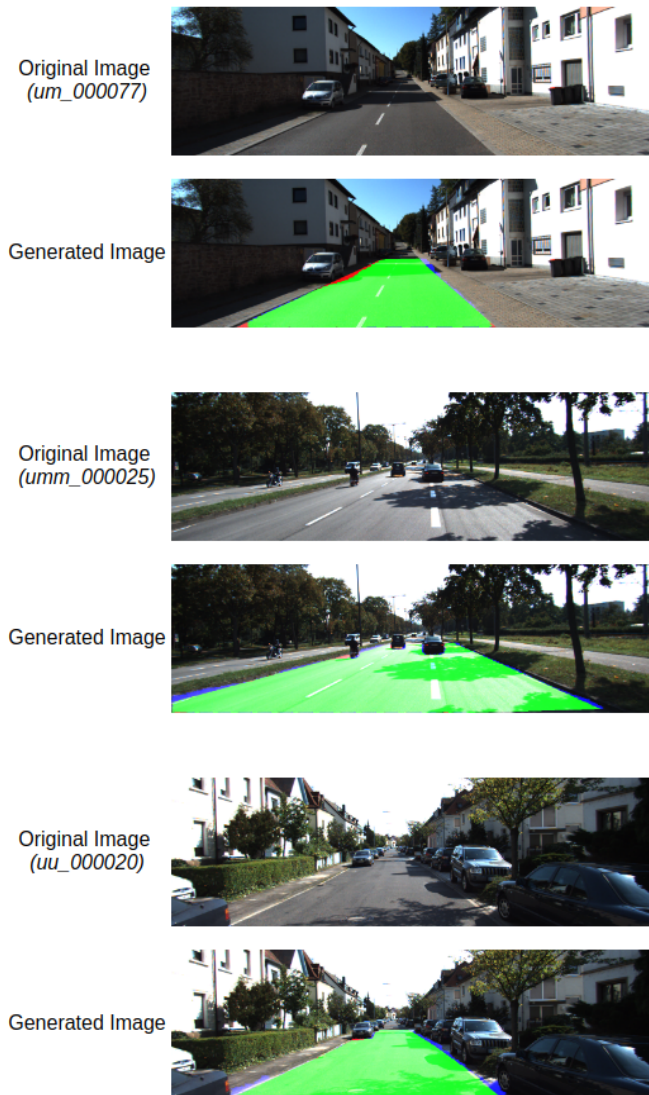 Original Image
(um_000077)
Generated Image
Original Image
(umm_000025)
Generated Image
Original Image
(uu_000020)
Generated Image